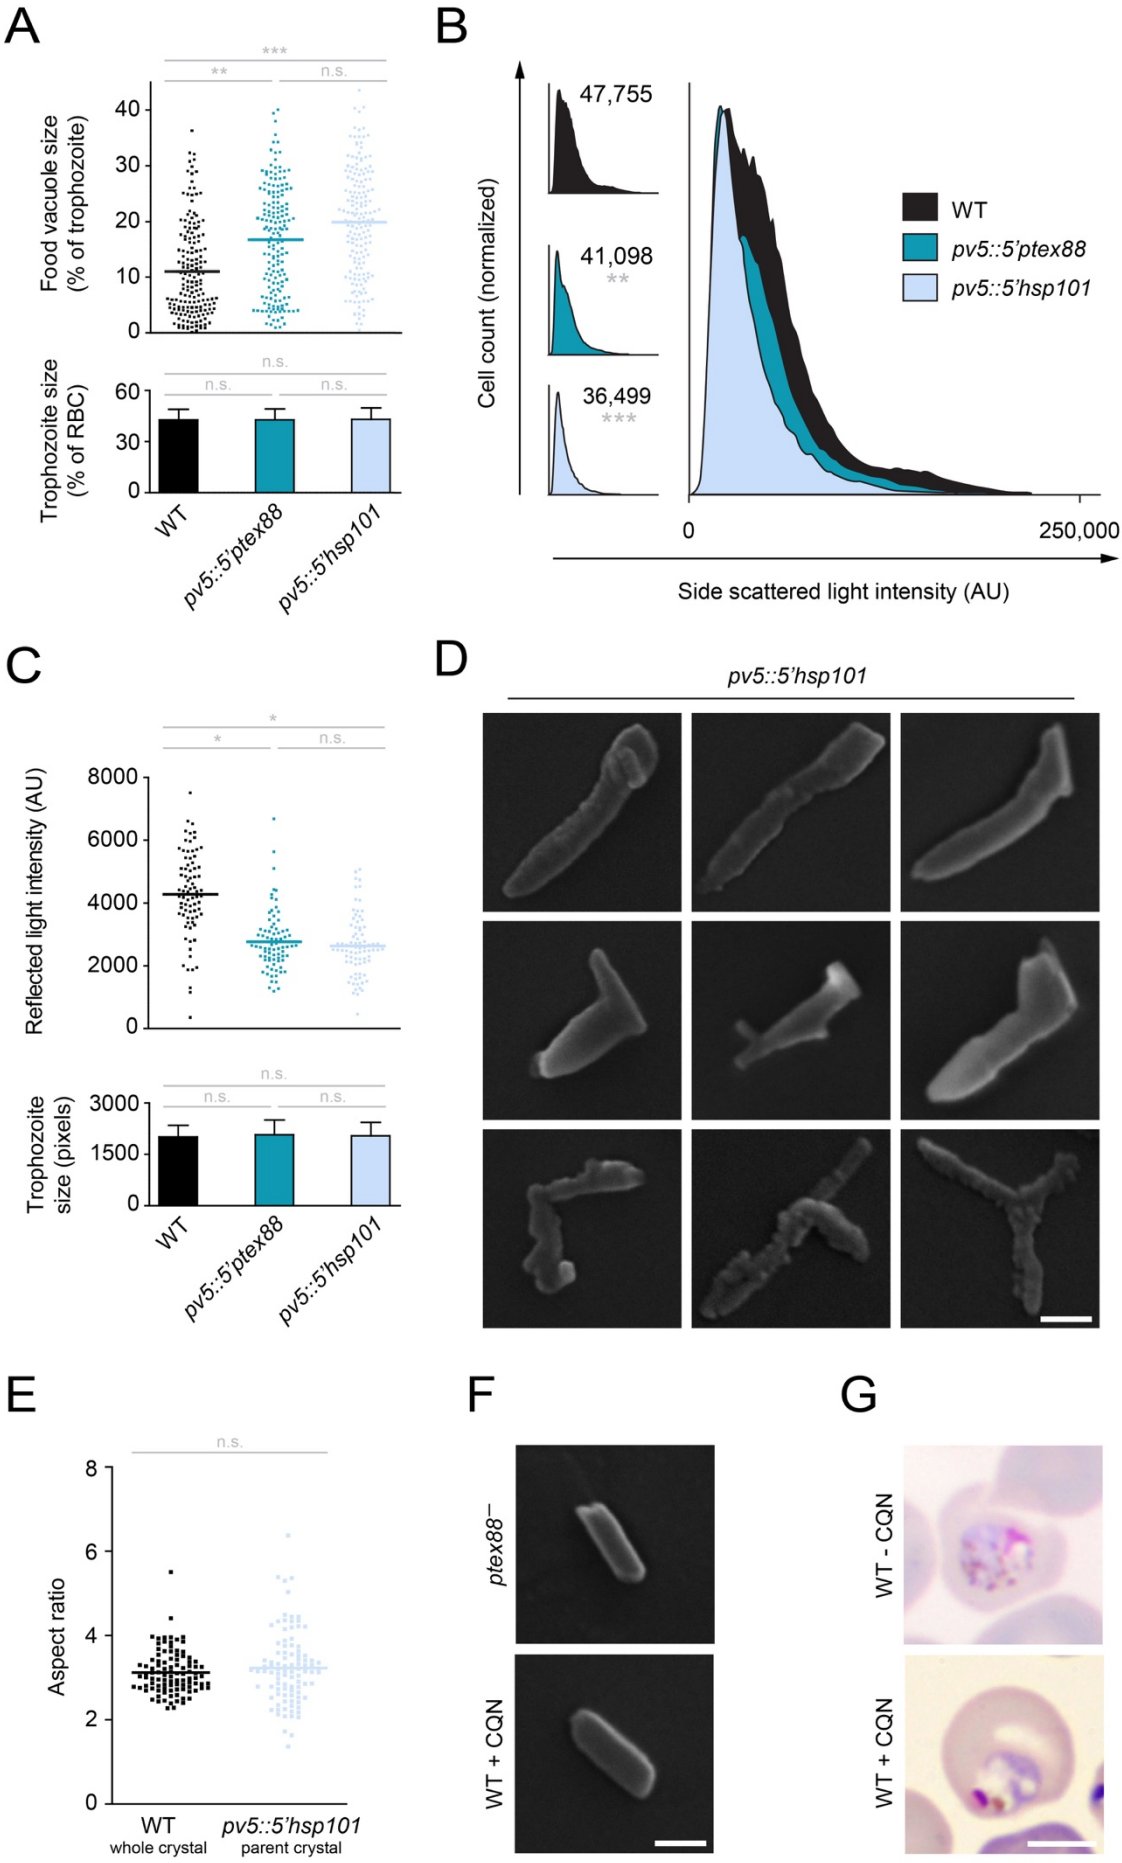 A
***
**
n.s.
Food vacuole size
(% of trophozoite)
40
30
20
10
0
n.s.
n.s.
n.s.
Trophozoite size
(% of RBC)
60
30
0
WT
pv5::5'ptex88
pv5::5'hsp101
B
Cell count (normalized)
47,755
41,098
**
36,499
***
WT
pv5::5'ptex88
pv5::5'hsp101
0
250,000
Side scattered light intensity (AU)
C
*
*
n.s.
Reflected light intensity (AU)
8000
6000
4000
2000
0
n.s.
n.s.
n.s.
Trophozoite
size (pixels)
3000
1500
0
WT
pv5::5'ptex88
pv5::5'hsp101
D
pv5::5'hsp101
E
n.s.
Aspect ratio
8
6
4
2
0
WT
whole crystal
pv5::5'hsp101
parent crystal
F
ptex88–
WT + CQN
G
WT - CQN
WT + CQN